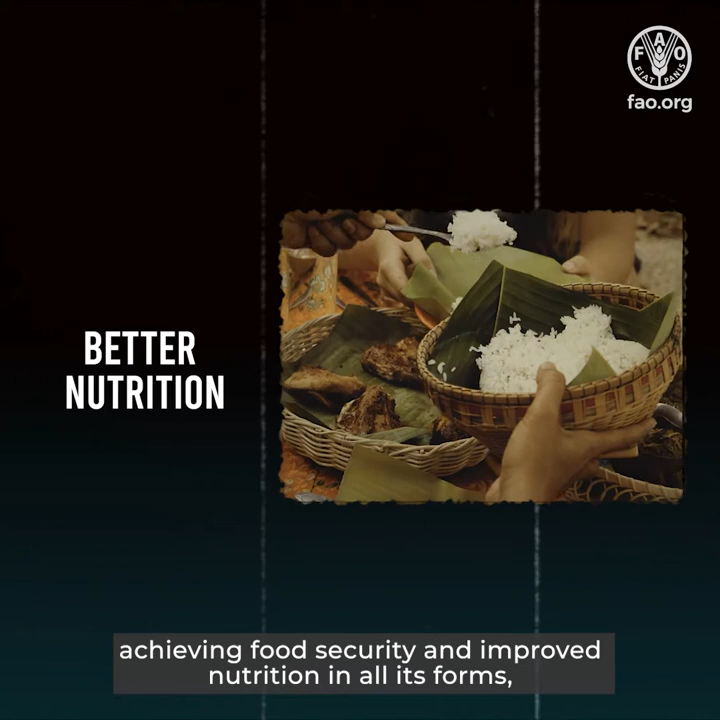 F A O
FIAT PANIS
fao.org
BETTER
NUTRITION
achieving food security and improved
nutrition in all its forms,